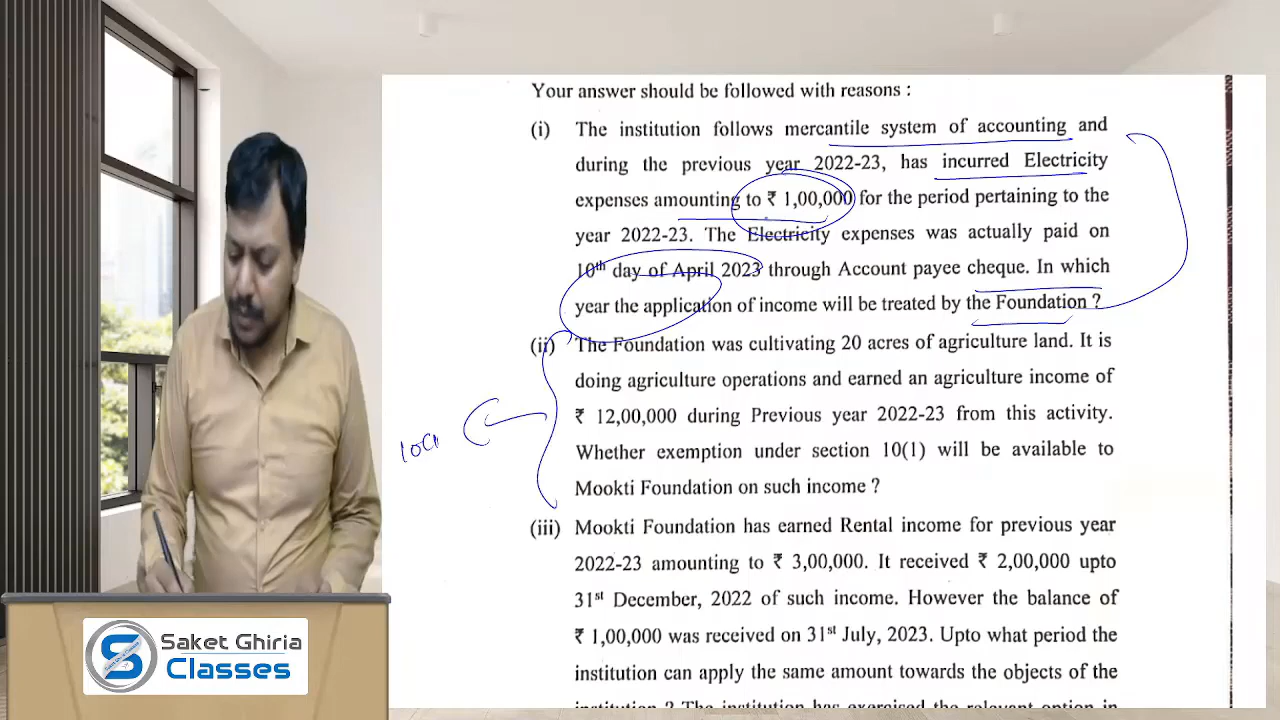 Your answer should be followed with reasons :
(i) The institution follows mercantile system of accounting and
during the previous year 2022-23, has incurred Electricity
expenses amounting to ₹ 1,00,000 for the period pertaining to the
year 2022-23. The Electricity expenses was actually paid on
10th day of April 2023 through Account payee cheque. In which
year the application of income will be treated by the Foundation ?
(ii) The Foundation was cultivating 20 acres of agriculture land. It is
doing agriculture operations and earned an agriculture income of
₹ 12,00,000 during Previous year 2022-23 from this activity.
Whether exemption under section 10(1) will be available to
Mookti Foundation on such income ?
(iii) Mookti Foundation has earned Rental income for previous year
2022-23 amounting to ₹ 3,00,000. It received ₹ 2,00,000 upto
31st December, 2022 of such income. However the balance of
₹ 1,00,000 was received on 31st July, 2023. Upto what period the
institution can apply the same amount towards the objects of the
institution ? The institution has exercised the relevant option in
Saket Ghiria
Classes